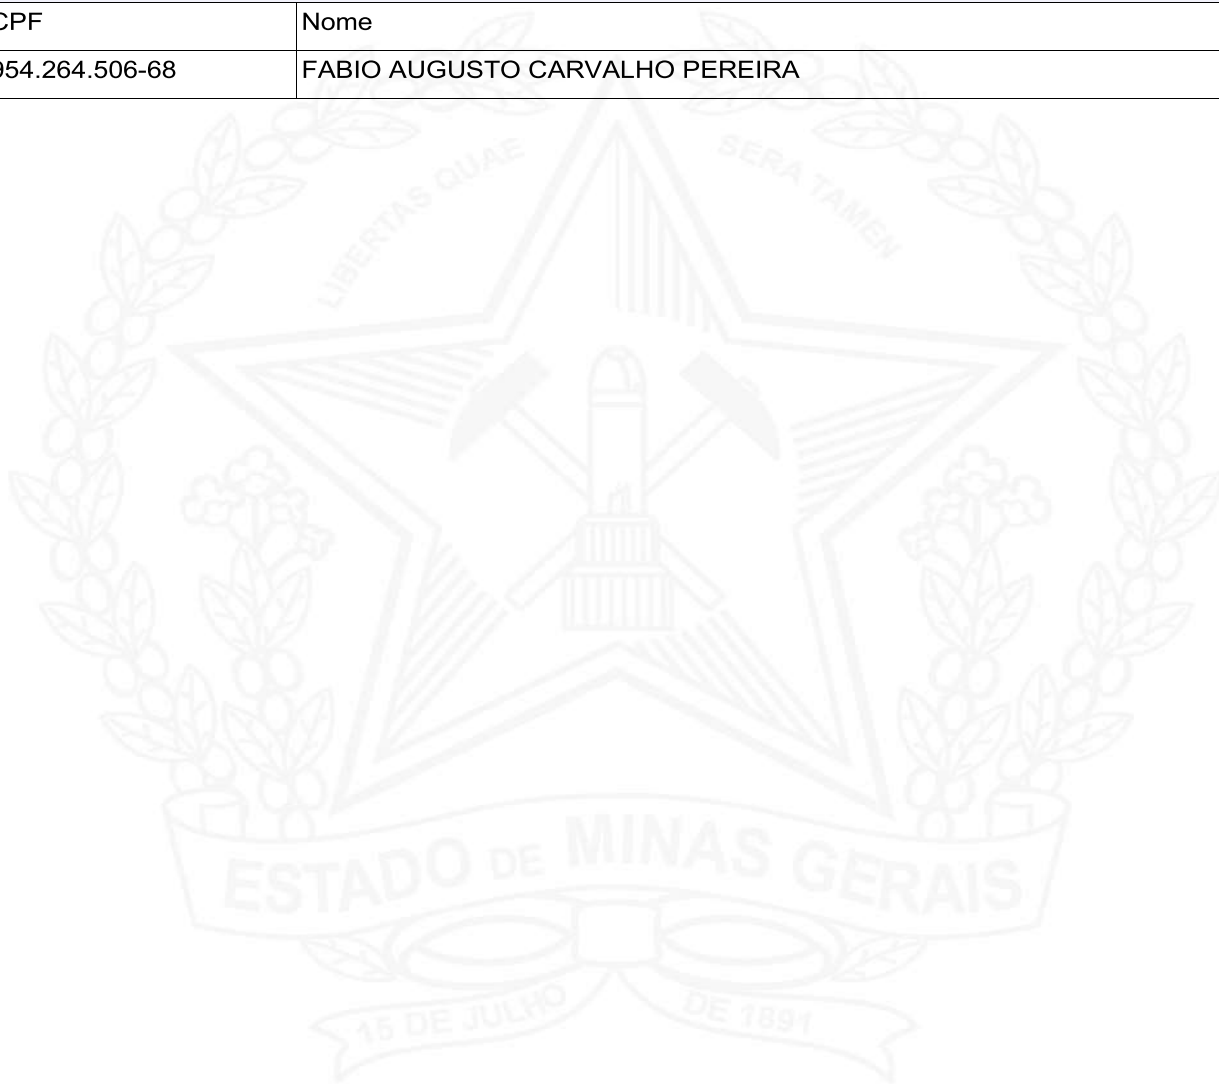 CPF Nome
954.264.506-68 FABIO AUGUSTO CARVALHO PEREIRA
LIBERTAS QUAE SERA TAMEN
ESTADO DE MINAS GERAIS
15 DE JULHO DE 1891